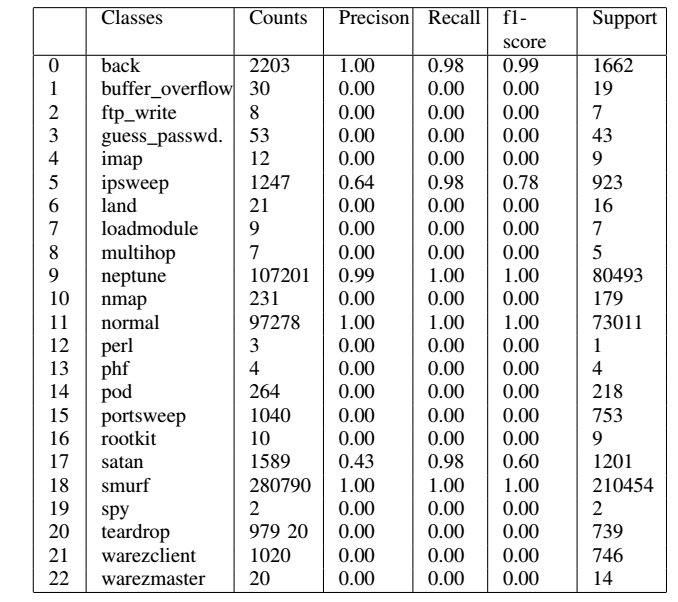 Classes Counts Precison Recall f1-score Support
0 back 2203 1.00 0.98 0.99 1662
1 buffer_overflow 30 0.00 0.00 0.00 19
2 ftp_write 8 0.00 0.00 0.00 7
3 guess_passwd. 53 0.00 0.00 0.00 43
4 imap 12 0.00 0.00 0.00 9
5 ipsweep 1247 0.64 0.98 0.78 923
6 land 21 0.00 0.00 0.00 16
7 loadmodule 9 0.00 0.00 0.00 7
8 multihop 7 0.00 0.00 0.00 5
9 neptune 107201 0.99 1.00 1.00 80493
10 nmap 231 0.00 0.00 0.00 179
11 normal 97278 1.00 1.00 1.00 73011
12 perl 3 0.00 0.00 0.00 1
13 phf 4 0.00 0.00 0.00 4
14 pod 264 0.00 0.00 0.00 218
15 portsweep 1040 0.00 0.00 0.00 753
16 rootkit 10 0.00 0.00 0.00 9
17 satan 1589 0.43 0.98 0.60 1201
18 smurf 280790 1.00 1.00 1.00 210454
19 spy 2 0.00 0.00 0.00 2
20 teardrop 979 20 0.00 0.00 0.00 739
21 warezclient 1020 0.00 0.00 0.00 746
22 warezmaster 20 0.00 0.00 0.00 14